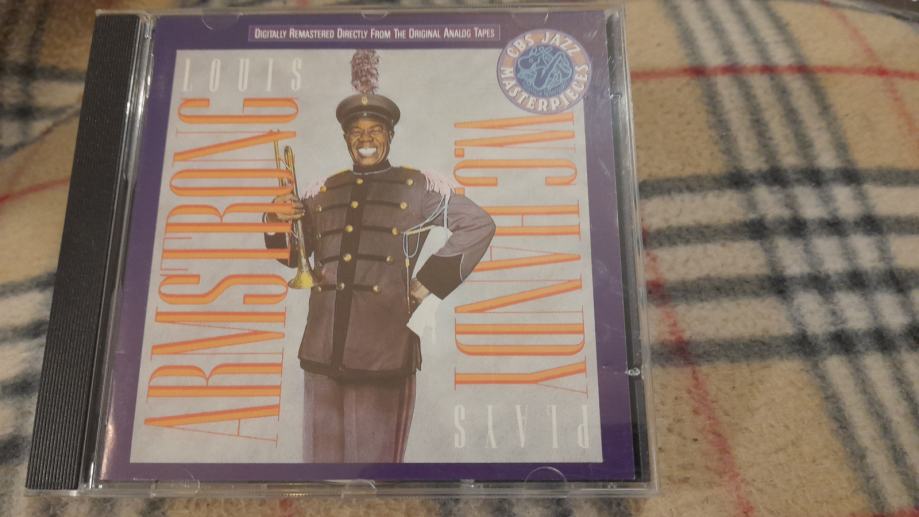 DIGITALLY REMASTERED DIRECTLY FROM THE ORIGINAL ANALOG TAPES
CBS JAZZ
MASTERPIECES
LOUIS
ARMSTRONG
PLAYS
W.C. HANDY